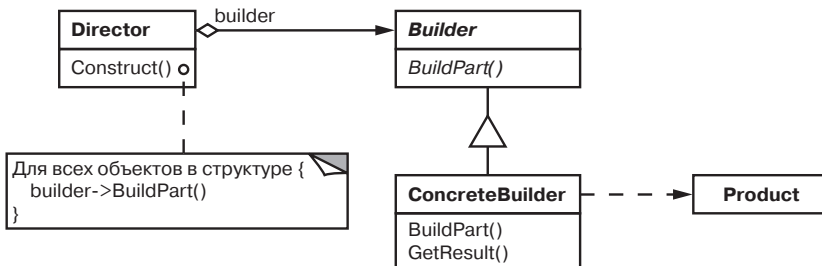 Director
Construct()
builder
Builder
BuildPart()
Для всех объектов в структуре {
builder->BuildPart()
}
ConcreteBuilder
BuildPart()
GetResult()
Product